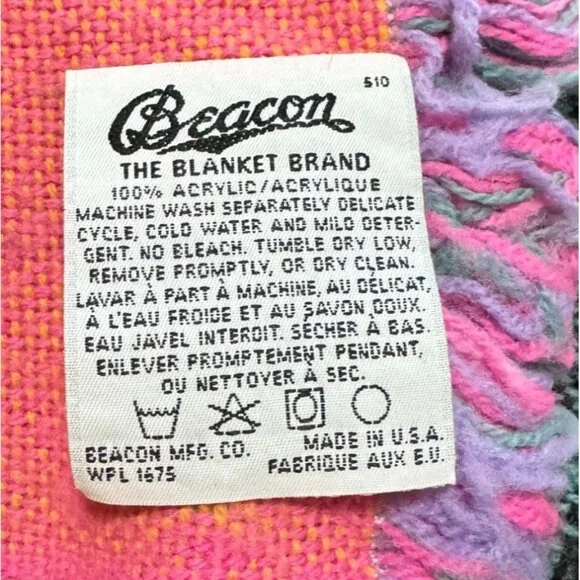 510
Beacon
THE BLANKET BRAND
100% ACRYLIC/ACRYLIQUE
MACHINE WASH SEPARATELY DELICATE
CYCLE, COLD WATER AND MILD DETER-
GENT. NO BLEACH. TUMBLE DRY LOW,
REMOVE PROMPTLY, OR DRY CLEAN.
LAVAR À PART À MACHINE, AU DÉLICAT,
À L'EAU FROIDE ET AU SAVON DOUX.
EAU JAVEL INTERDIT. SÉCHER À BAS.
ENLEVER PROMPTEMENT PENDANT,
OU NETTOYER À SEC.
BEACON MFG. CO. MADE IN U.S.A.
WPL 1675 FABRIQUE AUX E.U.